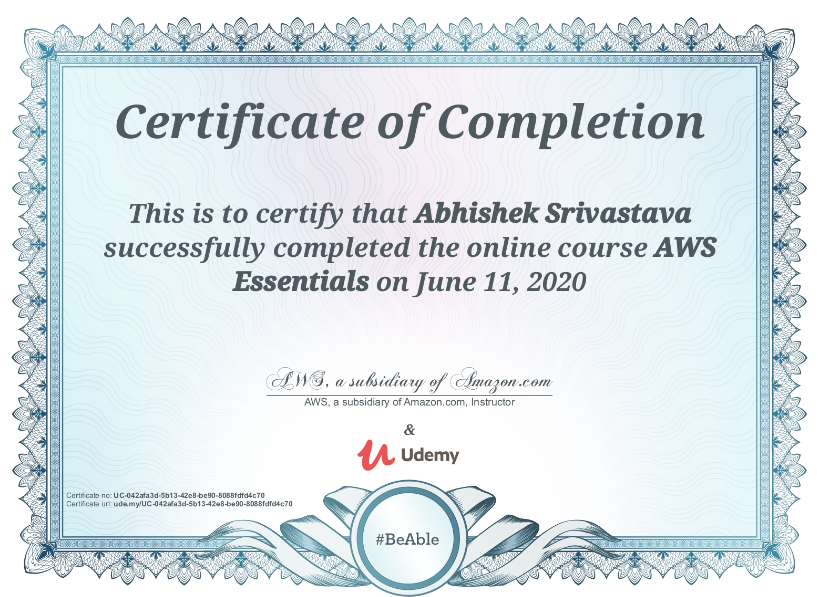 Certificate of Completion
This is to certify that Abhishek Srivastava
successfully completed the online course AWS
Essentials on June 11, 2020
AWS, a subsidiary of Amazon.com
AWS, a subsidiary of Amazon.com, Instructor
&
Udemy
Certificate no: UC-042afa3d-5b13-42e8-be90-8088fdfd4c70
Certificate url: ude.my/UC-042afa3d-5b13-42e8-be90-8088fdfd4c70
#BeAble